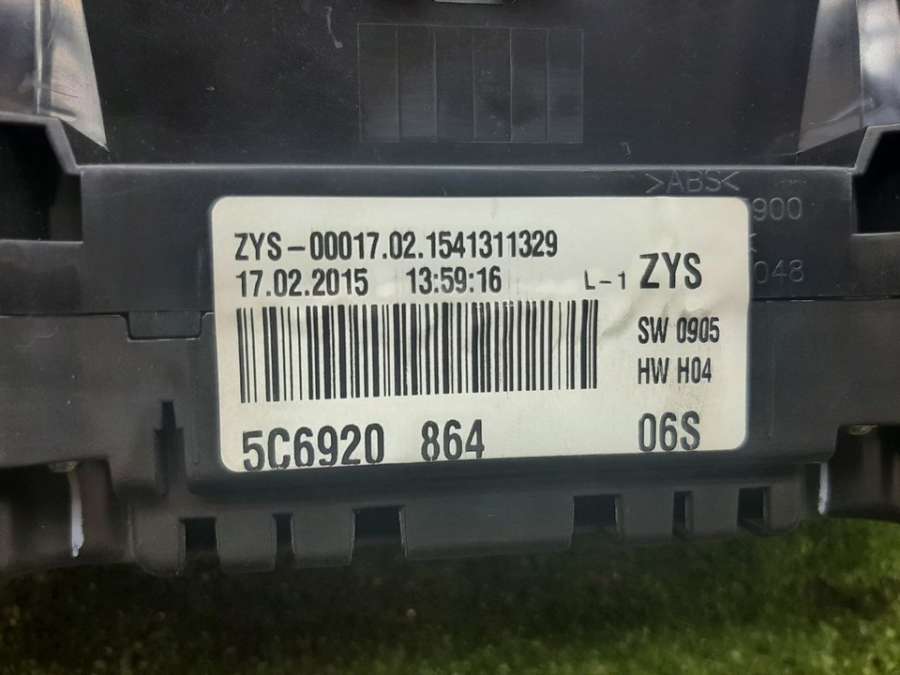 >ABS<
900
048
ZYS-00017.02.1541311329
17.02.2015 13:59:16 L-1 ZYS
SW 0905
HW H04
5C6920 864 06S